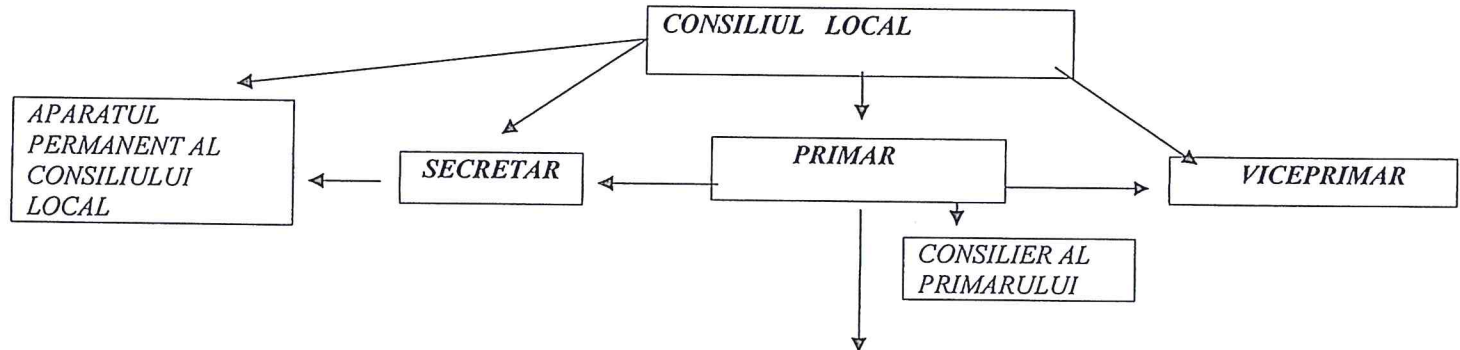 CONSILIUL LOCAL
APARATUL
PERMANENT AL
CONSILIULUI
LOCAL
SECRETAR
PRIMAR
VICEPRIMAR
CONSILIER AL
PRIMARULUI